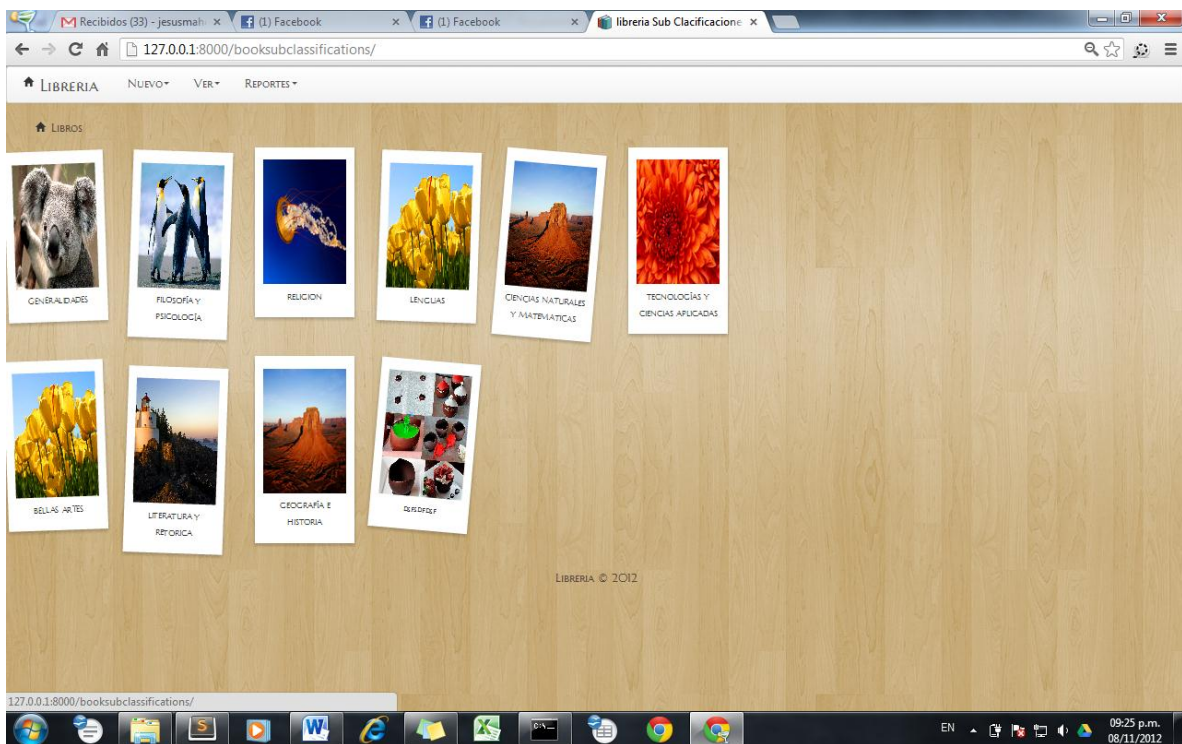 Recibidos (33) - jesusmah
(1) Facebook
(1) Facebook
libreria Sub Clacificacione
127.0.0.1:8000/booksubclassifications/
Libreria Nuevo Ver Reportes
Libros
Generalidades
Filosofía y
Psicología
Religion
Lenguas
Ciencias Naturales
y Matematicas
Tecnologías y
Ciencias Aplicadas
Bellas Artes
Literatura y
Retorica
Geografía e
Historia
Libreria © 2012
127.0.0.1:8000/booksubclassifications/
EN
09:25 p.m.
08/11/2012